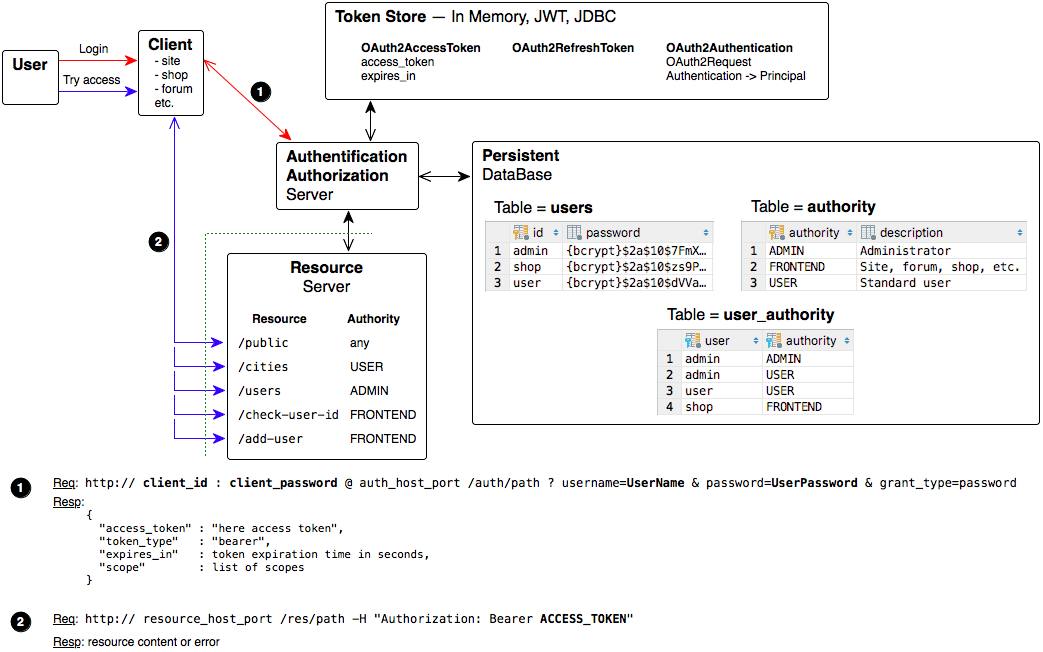 Token Store — In Memory, JWT, JDBC
OAuth2AccessToken OAuth2RefreshToken OAuth2Authentication
access_token OAuth2Request
expires_in Authentication -> Principal
User
Login
Try access
Client
- site
- shop
- forum
etc.
1
Authentification
Authorization
Server
2
Persistent
DataBase
Table = users
id password
1 admin {bcrypt}$2a$10$7FmX…
2 shop {bcrypt}$2a$10$zs9P…
3 user {bcrypt}$2a$10$dVVa…
Table = authority
authority description
1 ADMIN Administrator
2 FRONTEND Site, forum, shop, etc.
3 USER Standard user
Table = user_authority
user authority
1 admin ADMIN
2 admin USER
3 user USER
4 shop FRONTEND
Resource
Server
Resource Authority
/public any
/cities USER
/users ADMIN
/check-user-id FRONTEND
/add-user FRONTEND
1 Req: http:// client_id : client_password @ auth_host_port /auth/path ? username=UserName & password=UserPassword & grant_type=password
Resp:
{
"access_token" : "here access token",
"token_type" : "bearer",
"expires_in" : token expiration time in seconds,
"scope" : list of scopes
}
2 Req: http:// resource_host_port /res/path -H "Authorization: Bearer ACCESS_TOKEN"
Resp: resource content or error